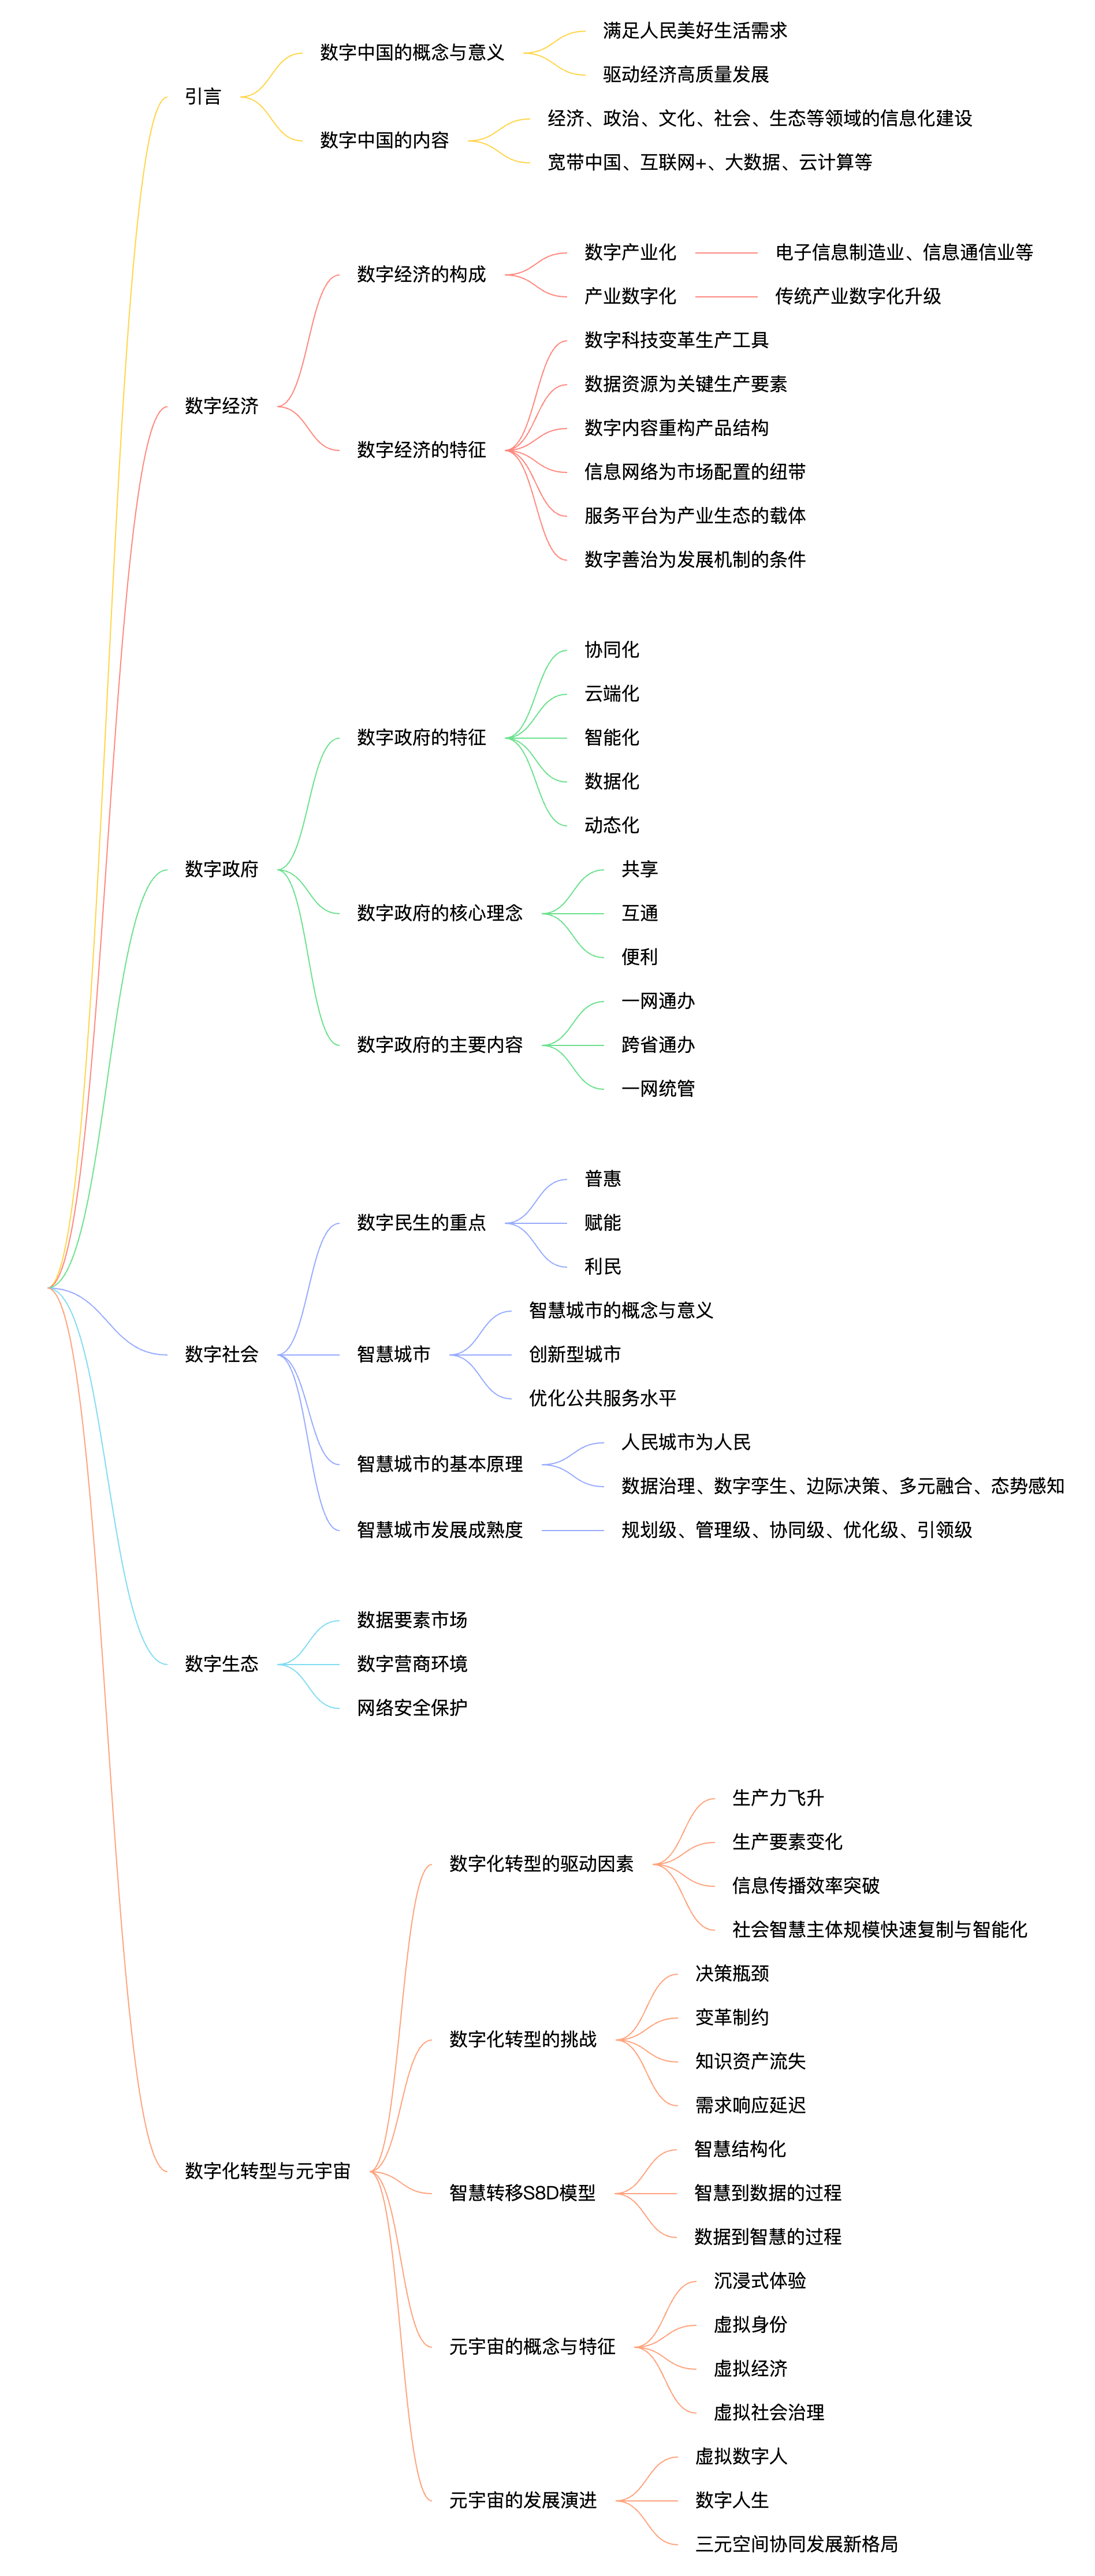 引言
数字中国的概念与意义
满足人民美好生活需求
驱动经济高质量发展
数字中国的内容
经济、政治、文化、社会、生态等领域的信息化建设
宽带中国、互联网+、大数据、云计算等
数字经济
数字经济的构成
数字产业化
电子信息制造业、信息通信业等
产业数字化
传统产业数字化升级
数字经济的特征
数字科技变革生产工具
数据资源为关键生产要素
数字内容重构产品结构
信息网络为市场配置的纽带
服务平台为产业生态的载体
数字善治为发展机制的条件
数字政府
数字政府的特征
协同化
云端化
智能化
数据化
动态化
数字政府的核心理念
共享
互通
便利
数字政府的主要内容
一网通办
跨省通办
一网统管
数字社会
数字民生的重点
普惠
赋能
利民
智慧城市
智慧城市的概念与意义
创新型城市
优化公共服务水平
智慧城市的基本原理
人民城市为人民
数据治理、数字孪生、边际决策、多元融合、态势感知
智慧城市发展成熟度
规划级、管理级、协同级、优化级、引领级
数字生态
数据要素市场
数字营商环境
网络安全保护
数字化转型与元宇宙
数字化转型的驱动因素
生产力飞升
生产要素变化
信息传播效率突破
社会智慧主体规模快速复制与智能化
数字化转型的挑战
决策瓶颈
变革制约
知识资产流失
需求响应延迟
智慧转移S8D模型
智慧结构化
智慧到数据的过程
数据到智慧的过程
元宇宙的概念与特征
沉浸式体验
虚拟身份
虚拟经济
虚拟社会治理
元宇宙的发展演进
虚拟数字人
数字人生
三元空间协同发展新格局